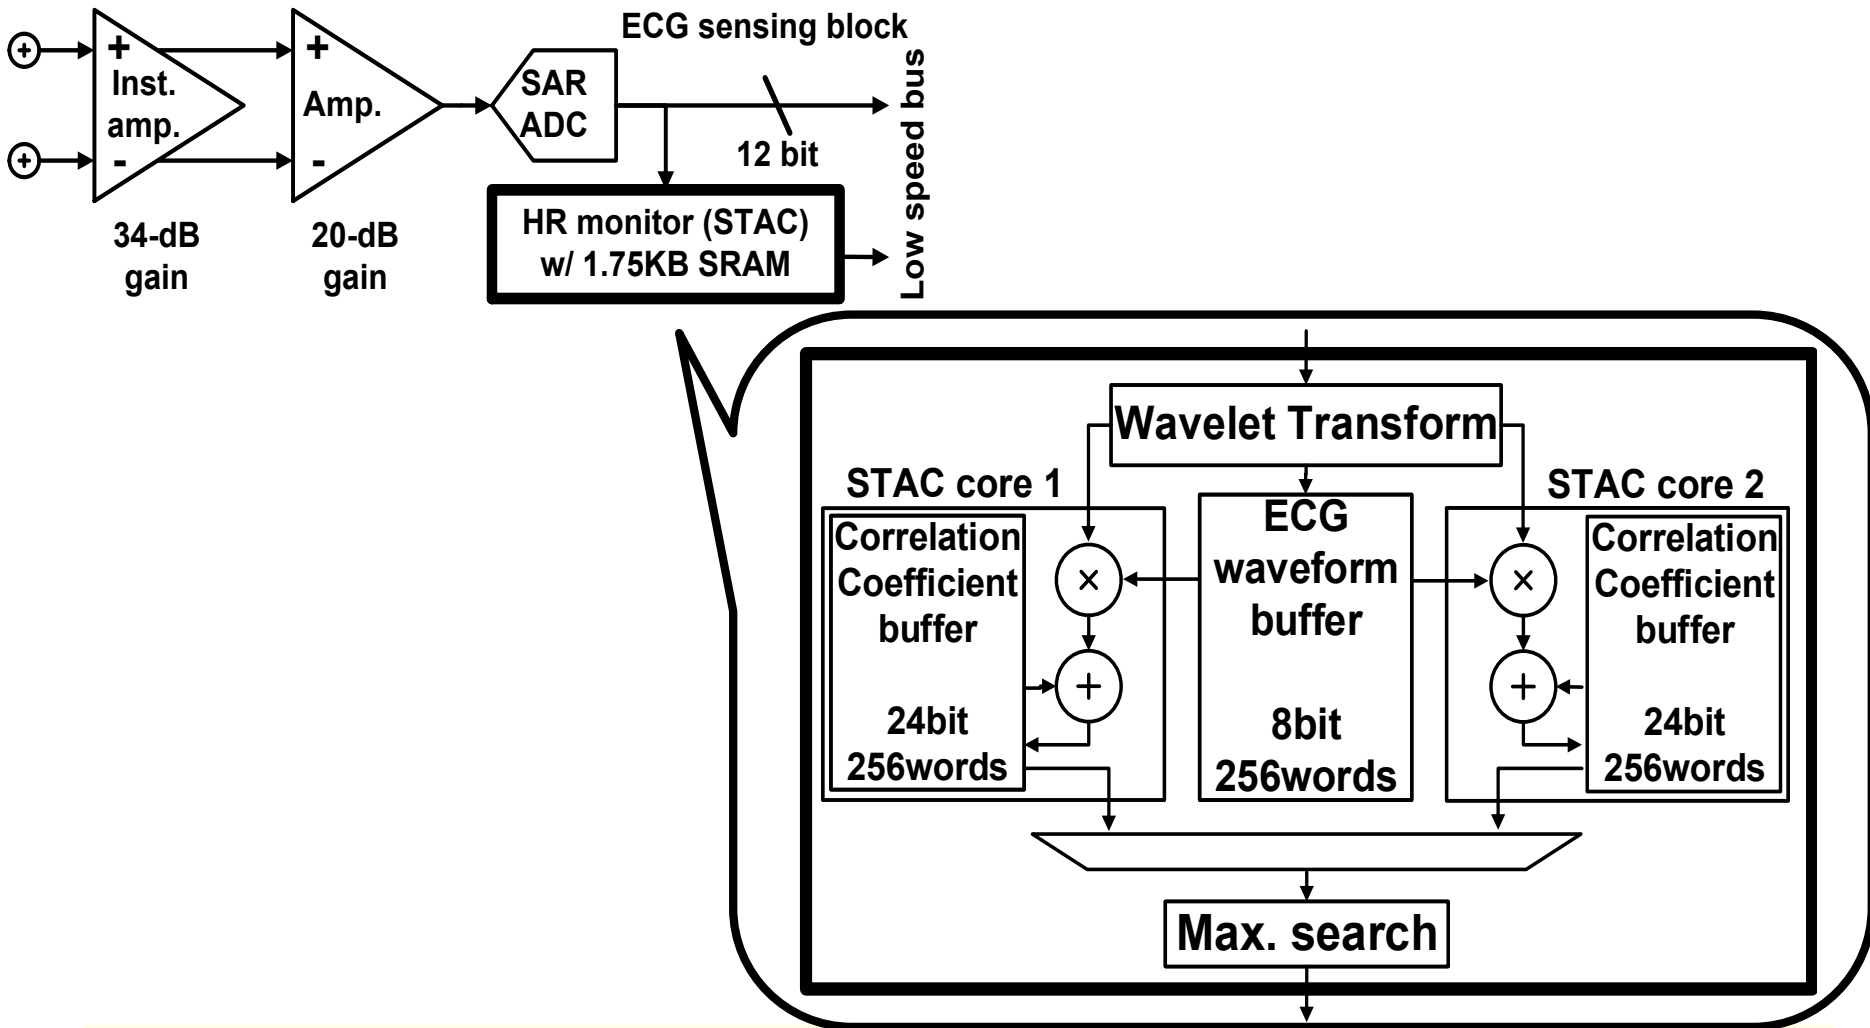 ECG sensing block
+
+
+
Inst.
amp.
-
+
34-dB
gain
+
Amp.
-
20-dB
gain
SAR
ADC
12 bit
Low speed bus
HR monitor (STAC)
w/ 1.75KB SRAM
Wavelet Transform
STAC core 1
Correlation
Coefficient
buffer
24bit
256words
×
+
ECG
waveform
buffer
8bit
256words
STAC core 2
×
+
Correlation
Coefficient
buffer
24bit
256words
Max. search